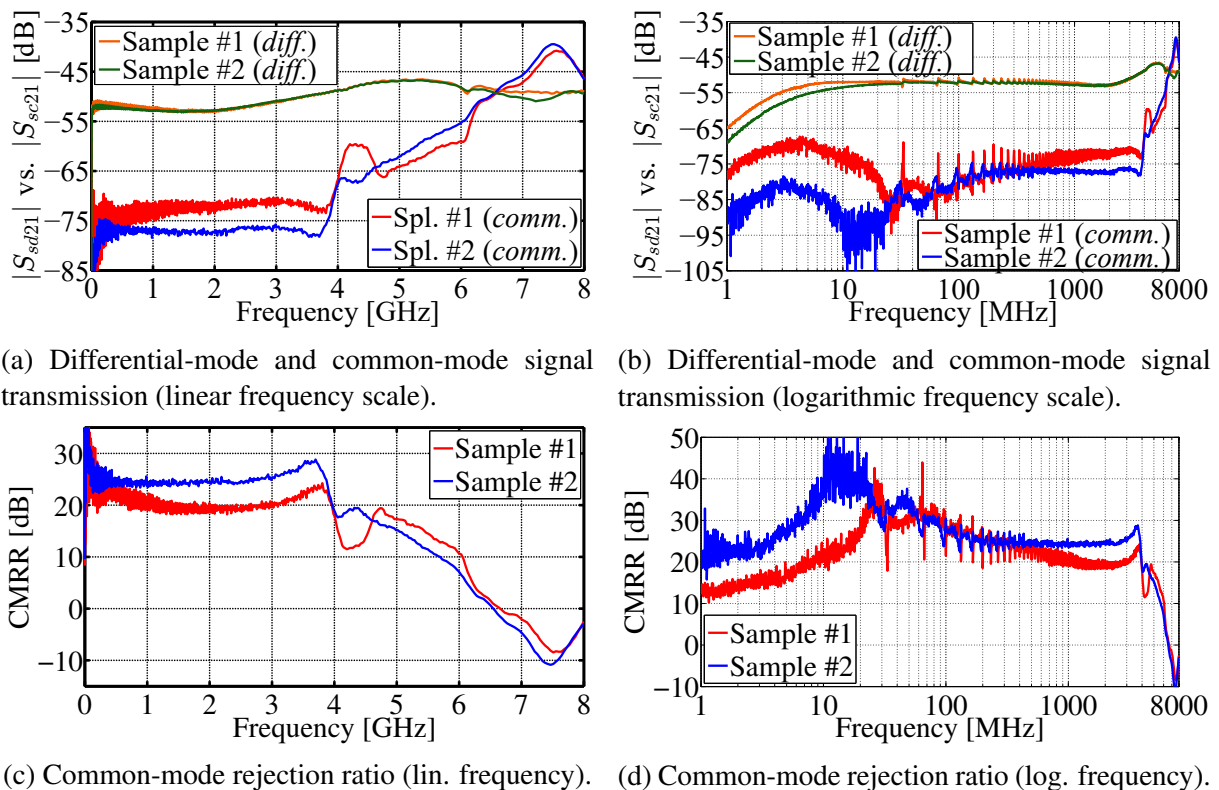 |S_sd21| vs. |S_sc21| [dB]
−35
−45
−55
−65
−75
−85
Sample #1 (diff.)
Sample #2 (diff.)
Spl. #1 (comm.)
Spl. #2 (comm.)
0 1 2 3 4 5 6 7 8
Frequency [GHz]
(a) Differential-mode and common-mode signal
transmission (linear frequency scale).
|S_sd21| vs. |S_sc21| [dB]
−35
−45
−55
−65
−75
−85
−95
−105
Sample #1 (diff.)
Sample #2 (diff.)
Sample #1 (comm.)
Sample #2 (comm.)
1 10 100 1000 8000
Frequency [MHz]
(b) Differential-mode and common-mode signal
transmission (logarithmic frequency scale).
CMRR [dB]
30
20
10
0
−10
Sample #1
Sample #2
0 1 2 3 4 5 6 7 8
Frequency [GHz]
(c) Common-mode rejection ratio (lin. frequency).
CMRR [dB]
50
40
30
20
10
0
−10
Sample #1
Sample #2
1 10 100 1000 8000
Frequency [MHz]
(d) Common-mode rejection ratio (log. frequency).